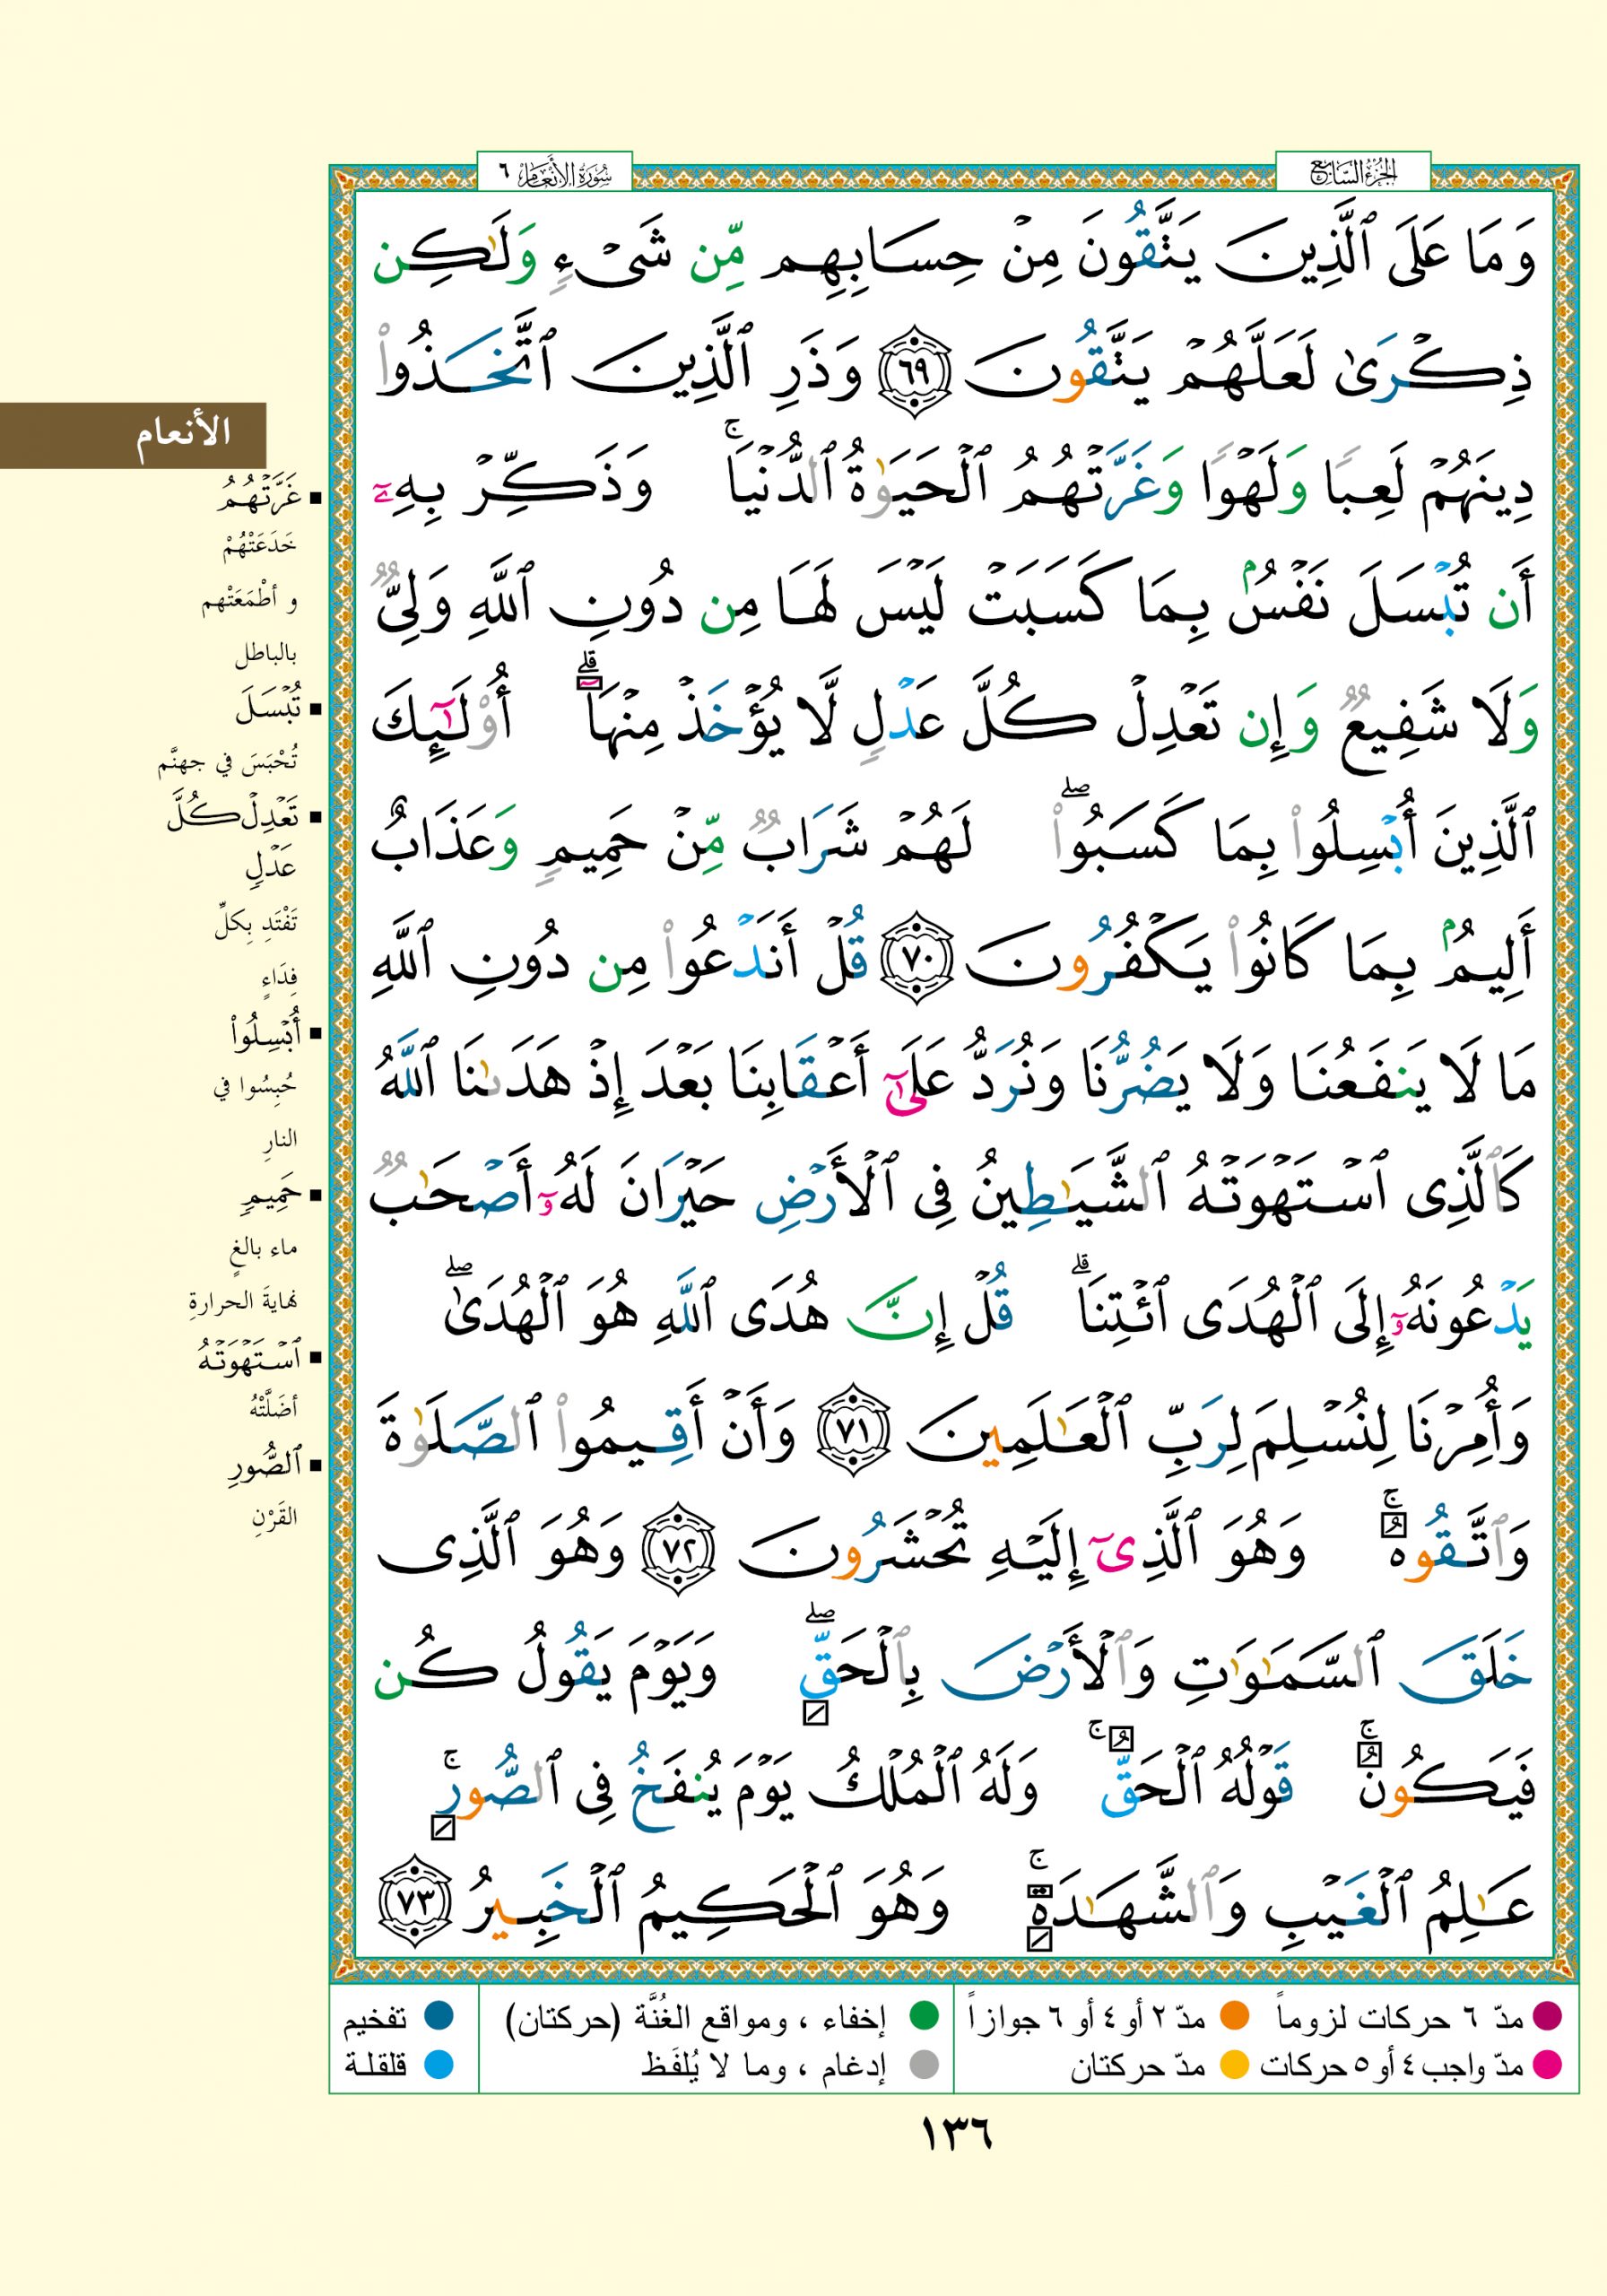 الجزء السابع
سورة الأنعام ٦
وَمَا عَلَى ٱلَّذِينَ يَتَّقُونَ مِنْ حِسَابِهِم مِّن شَىْءٍ وَلَـٰكِن
ذِكْرَىٰ لَعَلَّهُمْ يَتَّقُونَ ٦٩ وَذَرِ ٱلَّذِينَ ٱتَّخَذُوا۟
دِينَهُمْ لَعِبًا وَلَهْوًا وَغَرَّتْهُمُ ٱلْحَيَوٰةُ ٱلدُّنْيَا ۚ وَذَكِّرْ بِهِۦٓ
أَن تُبْسَلَ نَفْسٌۢ بِمَا كَسَبَتْ لَيْسَ لَهَا مِن دُونِ ٱللَّهِ وَلِىٌّ
وَلَا شَفِيعٌ وَإِن تَعْدِلْ كُلَّ عَدْلٍ لَّا يُؤْخَذْ مِنْهَآ ۗ أُو۟لَـٰٓئِكَ
ٱلَّذِينَ أُبْسِلُوا۟ بِمَا كَسَبُوا۟ ۖ لَهُمْ شَرَابٌ مِّنْ حَمِيمٍ وَعَذَابٌ
أَلِيمٌۢ بِمَا كَانُوا۟ يَكْفُرُونَ ٧٠ قُلْ أَنَدْعُوا۟ مِن دُونِ ٱللَّهِ
مَا لَا يَنفَعُنَا وَلَا يَضُرُّنَا وَنُرَدُّ عَلَىٰٓ أَعْقَابِنَا بَعْدَ إِذْ هَدَىٰنَا ٱللَّهُ
كَٱلَّذِى ٱسْتَهْوَتْهُ ٱلشَّيَـٰطِينُ فِى ٱلْأَرْضِ حَيْرَانَ لَهُۥٓ أَصْحَـٰبٌ
يَدْعُونَهُۥٓ إِلَى ٱلْهُدَى ٱئْتِنَا ۗ قُلْ إِنَّ هُدَى ٱللَّهِ هُوَ ٱلْهُدَىٰ ۖ
وَأُمِرْنَا لِنُسْلِمَ لِرَبِّ ٱلْعَـٰلَمِينَ ٧١ وَأَنْ أَقِيمُوا۟ ٱلصَّلَوٰةَ
وَٱتَّقُوهُ ۚ وَهُوَ ٱلَّذِىٓ إِلَيْهِ تُحْشَرُونَ ٧٢ وَهُوَ ٱلَّذِى
خَلَقَ ٱلسَّمَـٰوَٰتِ وَٱلْأَرْضَ بِٱلْحَقِّ ۖ وَيَوْمَ يَقُولُ كُن
فَيَكُونُ ۚ قَوْلُهُ ٱلْحَقُّ ۚ وَلَهُ ٱلْمُلْكُ يَوْمَ يُنفَخُ فِى ٱلصُّورِ ۚ
عَـٰلِمُ ٱلْغَيْبِ وَٱلشَّهَـٰدَةِ ۚ وَهُوَ ٱلْحَكِيمُ ٱلْخَبِيرُ ٧٣
الأنعام
غَرَّتْهُمُ
خَدَعَتْهُمْ
و أطْمَعَتْهم
بالباطل
تُبْسَلَ
تُحْبَسَ في جهنَّم
تَعْدِلْ كُلَّ
عَدْلٍ
تَفْتَدِ بِكلِّ
فِدَاءٍ
أُبْسِلُوا۟
حُبِسُوا في
النارِ
حَمِيمٍ
ماء بالغٍ
نهايةَ الحرارةِ
ٱسْتَهْوَتْهُ
أضَلَّتْهُ
ٱلصُّورِ
القَرْنِ
مدّ ٦ حركات لزوماً مدّ ٢ أو ٤ أو ٦ جوازاً إخفاء ، ومواقع الغُنَّة (حركتان) تفخيم
مدّ واجب ٤ أو ٥ حركات مدّ حركتان إدغام ، وما لا يُلفَظ قلقلة
١٣٦